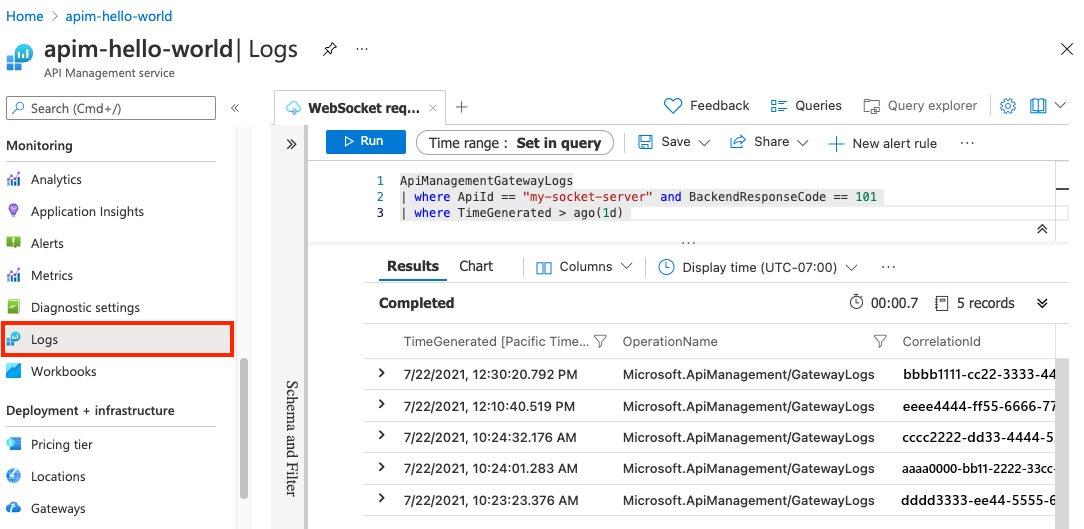 Home > apim-hello-world
apim-hello-world | Logs ...
API Management service
Search (Cmd+/)
«
Monitoring
Analytics
Application Insights
Alerts
Metrics
Diagnostic settings
Logs
Workbooks
Deployment + infrastructure
Pricing tier
Locations
Gateways
WebSocket req... × +
Feedback Queries Query explorer
Run Time range : Set in query Save Share New alert rule ...
1 ApiManagementGatewayLogs
2 | where ApiId == "my-socket-server" and BackendResponseCode == 101
3 | where TimeGenerated > ago(1d)
Schema and Filter
Results Chart Columns Display time (UTC-07:00) ...
Completed 00:00.7 5 records
TimeGenerated [Pacific Time... OperationName CorrelationId
7/22/2021, 12:30:20.792 PM Microsoft.ApiManagement/GatewayLogs bbbb1111-cc22-3333-44
7/22/2021, 12:10:40.519 PM Microsoft.ApiManagement/GatewayLogs eeee4444-ff55-6666-77
7/22/2021, 10:24:32.176 AM Microsoft.ApiManagement/GatewayLogs cccc2222-dd33-4444-5
7/22/2021, 10:24:01.283 AM Microsoft.ApiManagement/GatewayLogs aaaa0000-bb11-2222-33cc-
7/22/2021, 10:23:23.376 AM Microsoft.ApiManagement/GatewayLogs dddd3333-ee44-5555-6